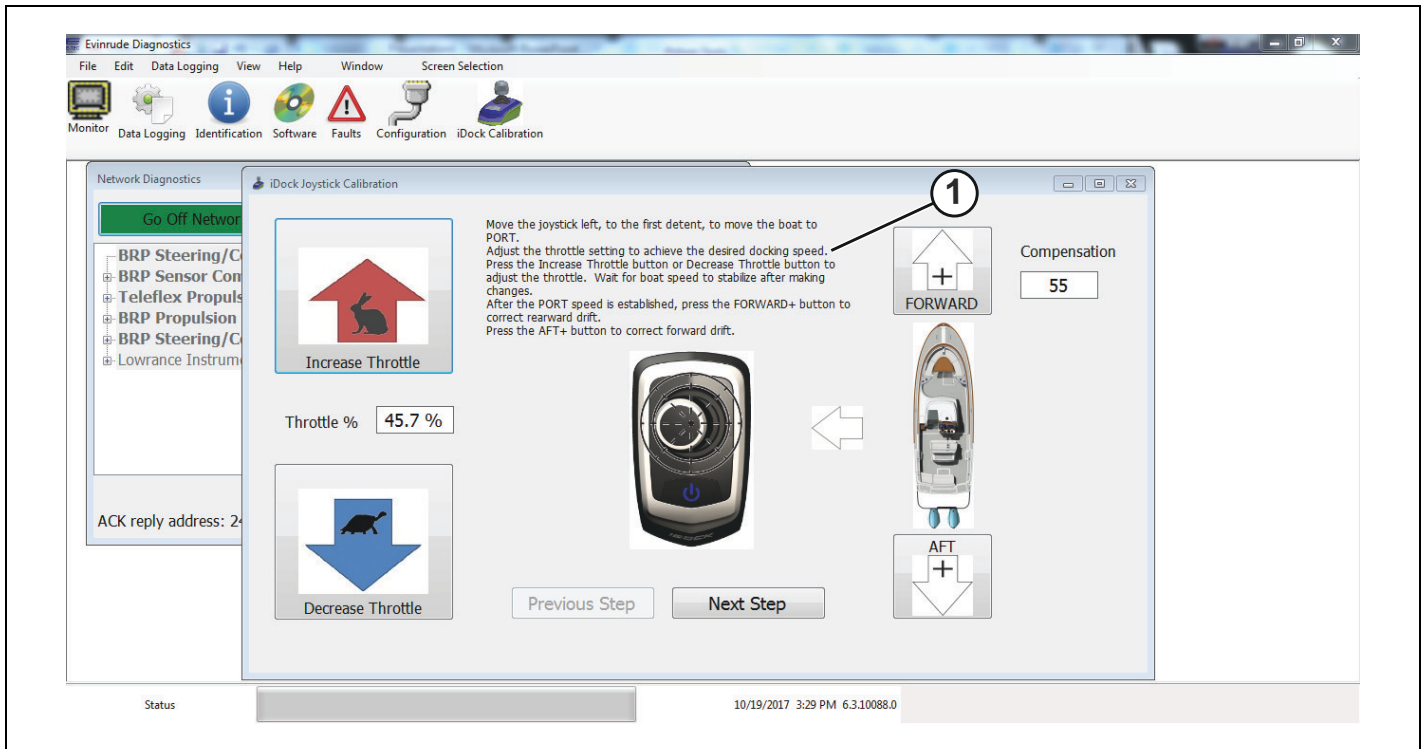 Evinrude Diagnostics
File Edit Data Logging View Help Window Screen Selection
Monitor Data Logging Identification Software Faults Configuration iDock Calibration
Network Diagnostics
Go Off Networ
BRP Steering/C
BRP Sensor Con
Teleflex Propuls
BRP Propulsion
BRP Steering/C
Lowrance Instrum
ACK reply address: 24
iDock Joystick Calibration
Increase Throttle
Throttle % 45.7 %
Decrease Throttle
Move the joystick left, to the first detent, to move the boat to
PORT.
Adjust the throttle setting to achieve the desired docking speed.
Press the Increase Throttle button or Decrease Throttle button to
adjust the throttle. Wait for boat speed to stabilize after making
changes.
After the PORT speed is established, press the FORWARD+ button to
correct rearward drift.
Press the AFT+ button to correct forward drift.
1
Previous Step Next Step
+
FORWARD
Compensation
55
AFT
+
Status
10/19/2017 3:29 PM 6.3.10088.0